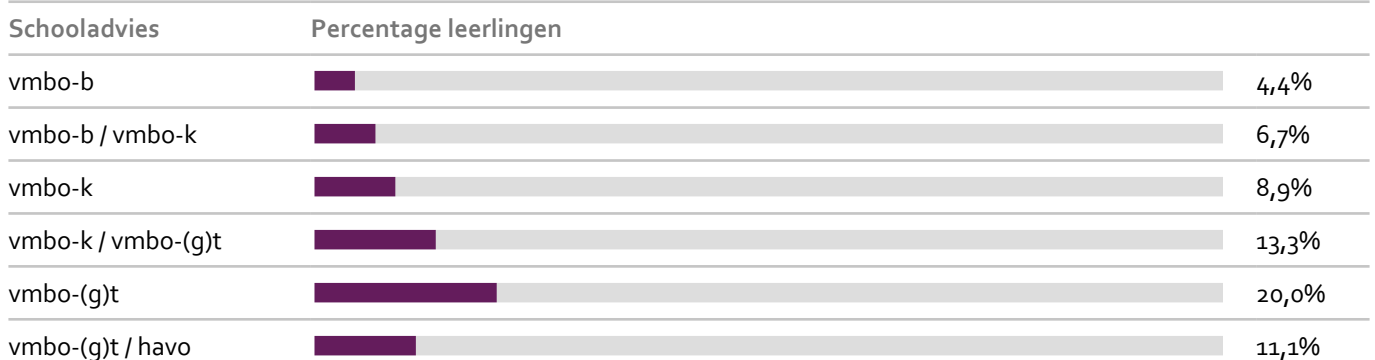 Schooladvies Percentage leerlingen
vmbo-b 4,4%
vmbo-b / vmbo-k 6,7%
vmbo-k 8,9%
vmbo-k / vmbo-(g)t 13,3%
vmbo-(g)t 20,0%
vmbo-(g)t / havo 11,1%